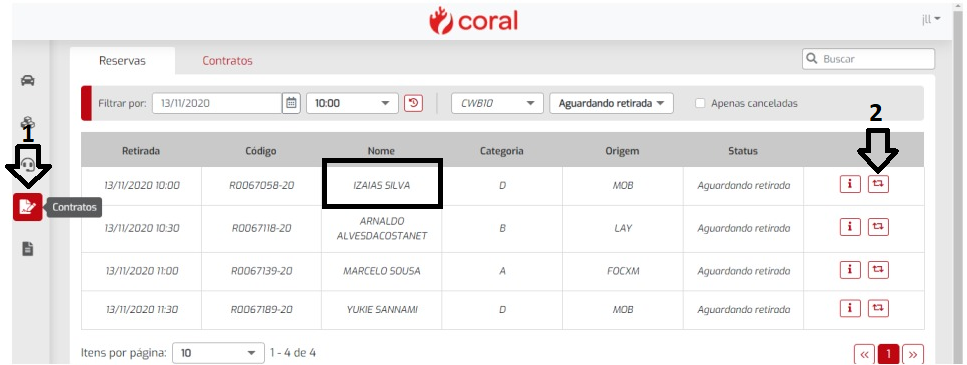 coral
jll
Reservas Contratos Buscar
Filtrar por: 13/11/2020 10:00 CWB10 Aguardando retirada Apenas canceladas
1
2
Retirada Código Nome Categoria Origem Status
13/11/2020 10:00 R0067058-20 IZAIAS SILVA D MOB Aguardando retirada i
Contratos
13/11/2020 10:30 R0067118-20 ARNALDO ALVESDACOSTANET B LAY Aguardando retirada i
13/11/2020 11:00 R0067139-20 MARCELO SOUSA A FOCXM Aguardando retirada i
13/11/2020 11:30 R0067189-20 YUKIE SANNAMI D MOB Aguardando retirada i
Itens por página: 10 1 - 4 de 4 « 1 »